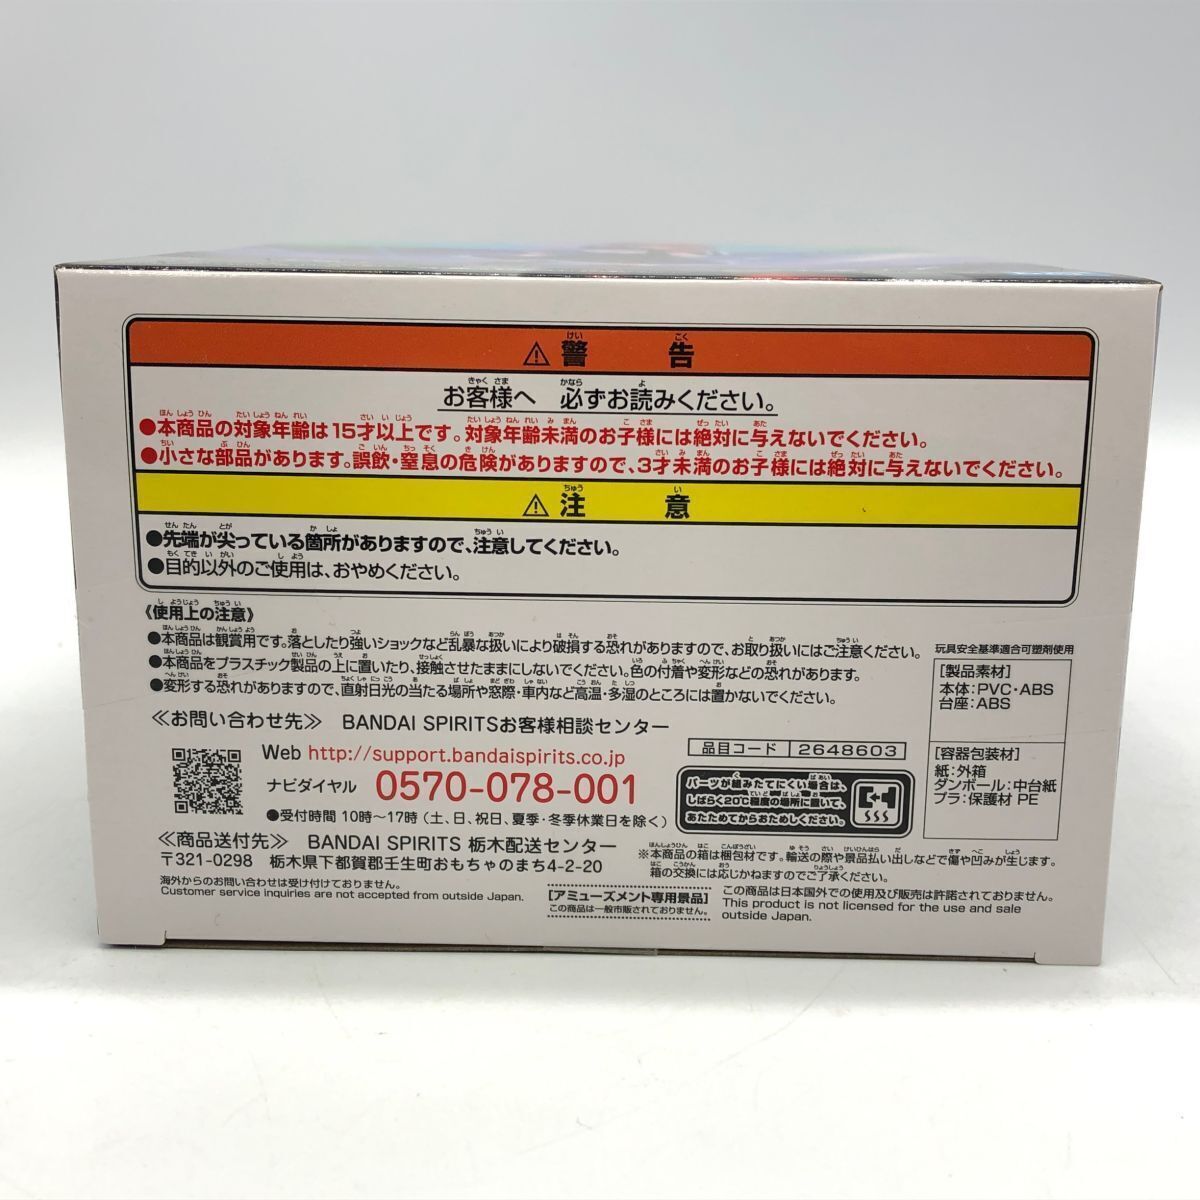 ⚠警告
お客様へ 必ずお読みください。
●本商品の対象年齢は15才以上です。対象年齢未満のお子様には絶対に与えないでください。
●小さな部品があります。誤飲・窒息の危険がありますので、3才未満のお子様には絶対に与えないでください。
⚠注意
●先端が尖っている箇所がありますので、注意してください。
●目的以外のご使用は、おやめください。
《使用上の注意》
●本商品は観賞用です。落としたり強いショックなど乱暴な扱いにより破損する恐れがありますので、お取り扱いにはご注意ください。
●本商品をプラスチック製品の上に置いたり、接触させたままにしないでください。色の付着や変形などの恐れがあります。
●変形する恐れがありますので、直射日光の当たる場所や窓際・車内など高温・多湿のところには置かないでください。
≪お問い合わせ先≫ BANDAI SPIRITSお客様相談センター
Web http://support.bandaispirits.co.jp
ナビダイヤル 0570-078-001
●受付時間 10時〜17時(土、日、祝日、夏季・冬季休業日を除く)
≪商品送付先≫ BANDAI SPIRITS 栃木配送センター
〒321-0298 栃木県下都賀郡壬生町おもちゃのまち4-2-20
海外からのお問い合わせは受け付けておりません。
Customer service inquiries are not accepted from outside Japan.
玩具安全基準適合可塑剤使用
[製品素材]
本体:PVC・ABS
台座:ABS
[容器包装材]
紙:外箱
ダンボール:中台紙
プラ:保護材 PE
品目コード 2648603
パーツが組みたてにくい場合は、
しばらく20℃程度の場所に置いて、
あたためてからおためしください。
※本商品の箱は梱包材です。輸送の際や景品払い出しなどで傷や凹みが生じます。
箱の交換には応じかねますのでご了承ください。
[アミューズメント専用景品]
この商品は一般市販されておりません。
この商品は日本国外での使用及び販売は許諾されておりません。
This product is not licensed for the use and sale
outside Japan.